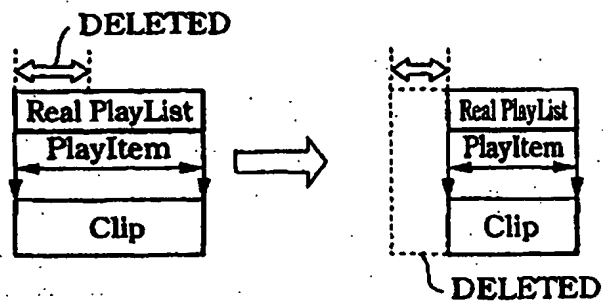 DELETED
Real PlayList
PlayItem
Clip
Real PlayList
PlayItem
Clip
DELETED